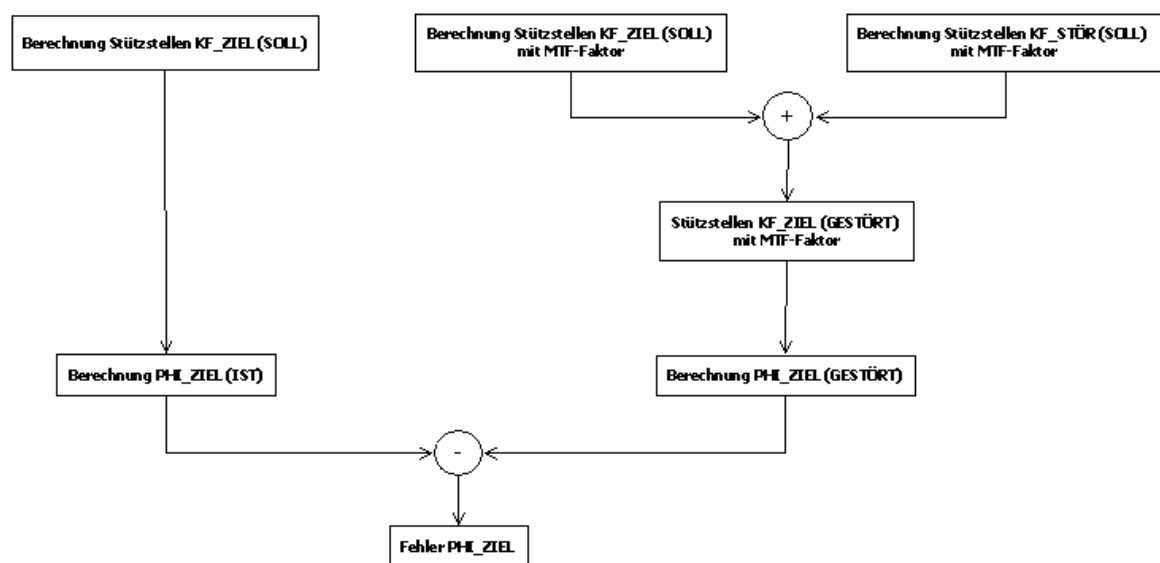 Berechnung Stützstellen KF_ZIEL (SOLL)
Berechnung Stützstellen KF_ZIEL (SOLL)
mit MTF-Faktor
Berechnung Stützstellen KF_STÖR (SOLL)
mit MTF-Faktor
+
Stützstellen KF_ZIEL (GESTÖRT)
mit MTF-Faktor
Berechnung PHI_ZIEL (IST)
Berechnung PHI_ZIEL (GESTÖRT)
-
Fehler PHI_ZIEL